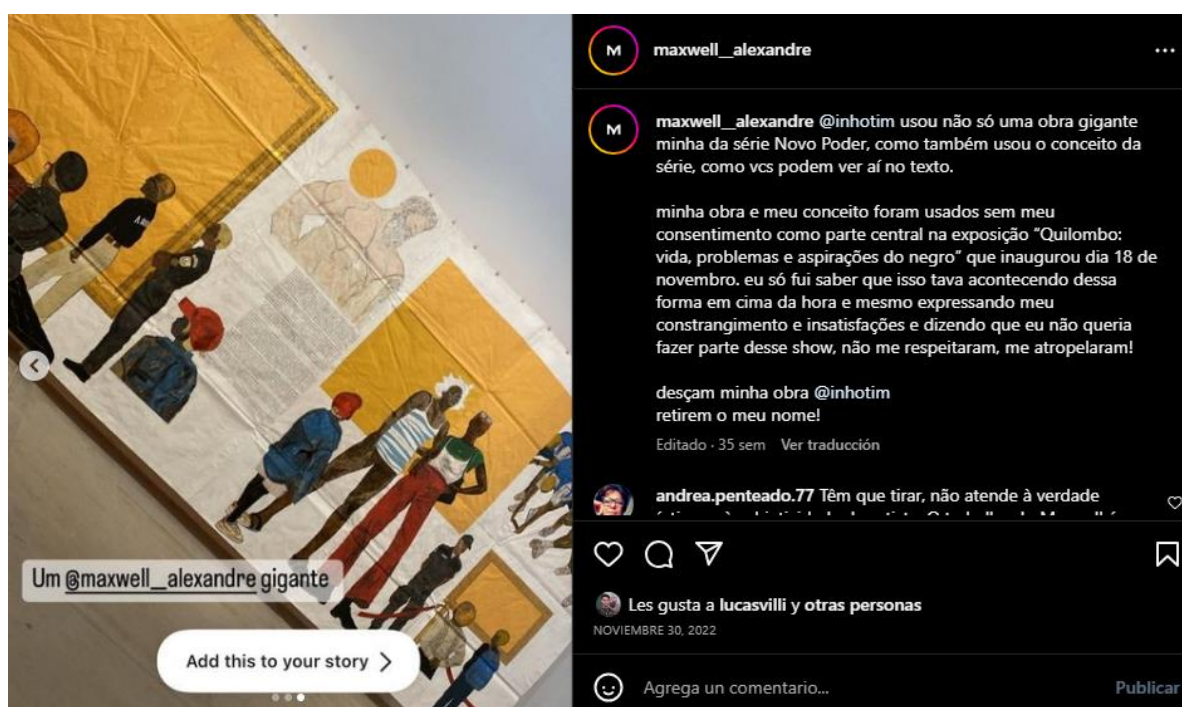 Um @maxwell__alexandre gigante
Add this to your story >
M
maxwell__alexandre
M
maxwell__alexandre @inhotim usou não só uma obra gigante
minha da série Novo Poder, como também usou o conceito da
série, como vcs podem ver aí no texto.
minha obra e meu conceito foram usados sem meu
consentimento como parte central na exposição “Quilombo:
vida, problemas e aspirações do negro” que inaugurou dia 18 de
novembro. eu só fui saber que isso tava acontecendo dessa
forma em cima da hora e mesmo expressando meu
constrangimento e insatisfações e dizendo que eu não queria
fazer parte desse show, não me respeitaram, me atropelaram!
desçam minha obra @inhotim
retirem o meu nome!
Editado · 35 sem Ver traducción
andrea.penteado.77 Têm que tirar, não atende à verdade
Les gusta a lucasvilli y otras personas
NOVIEMBRE 30, 2022
Agrega un comentario...
Publicar